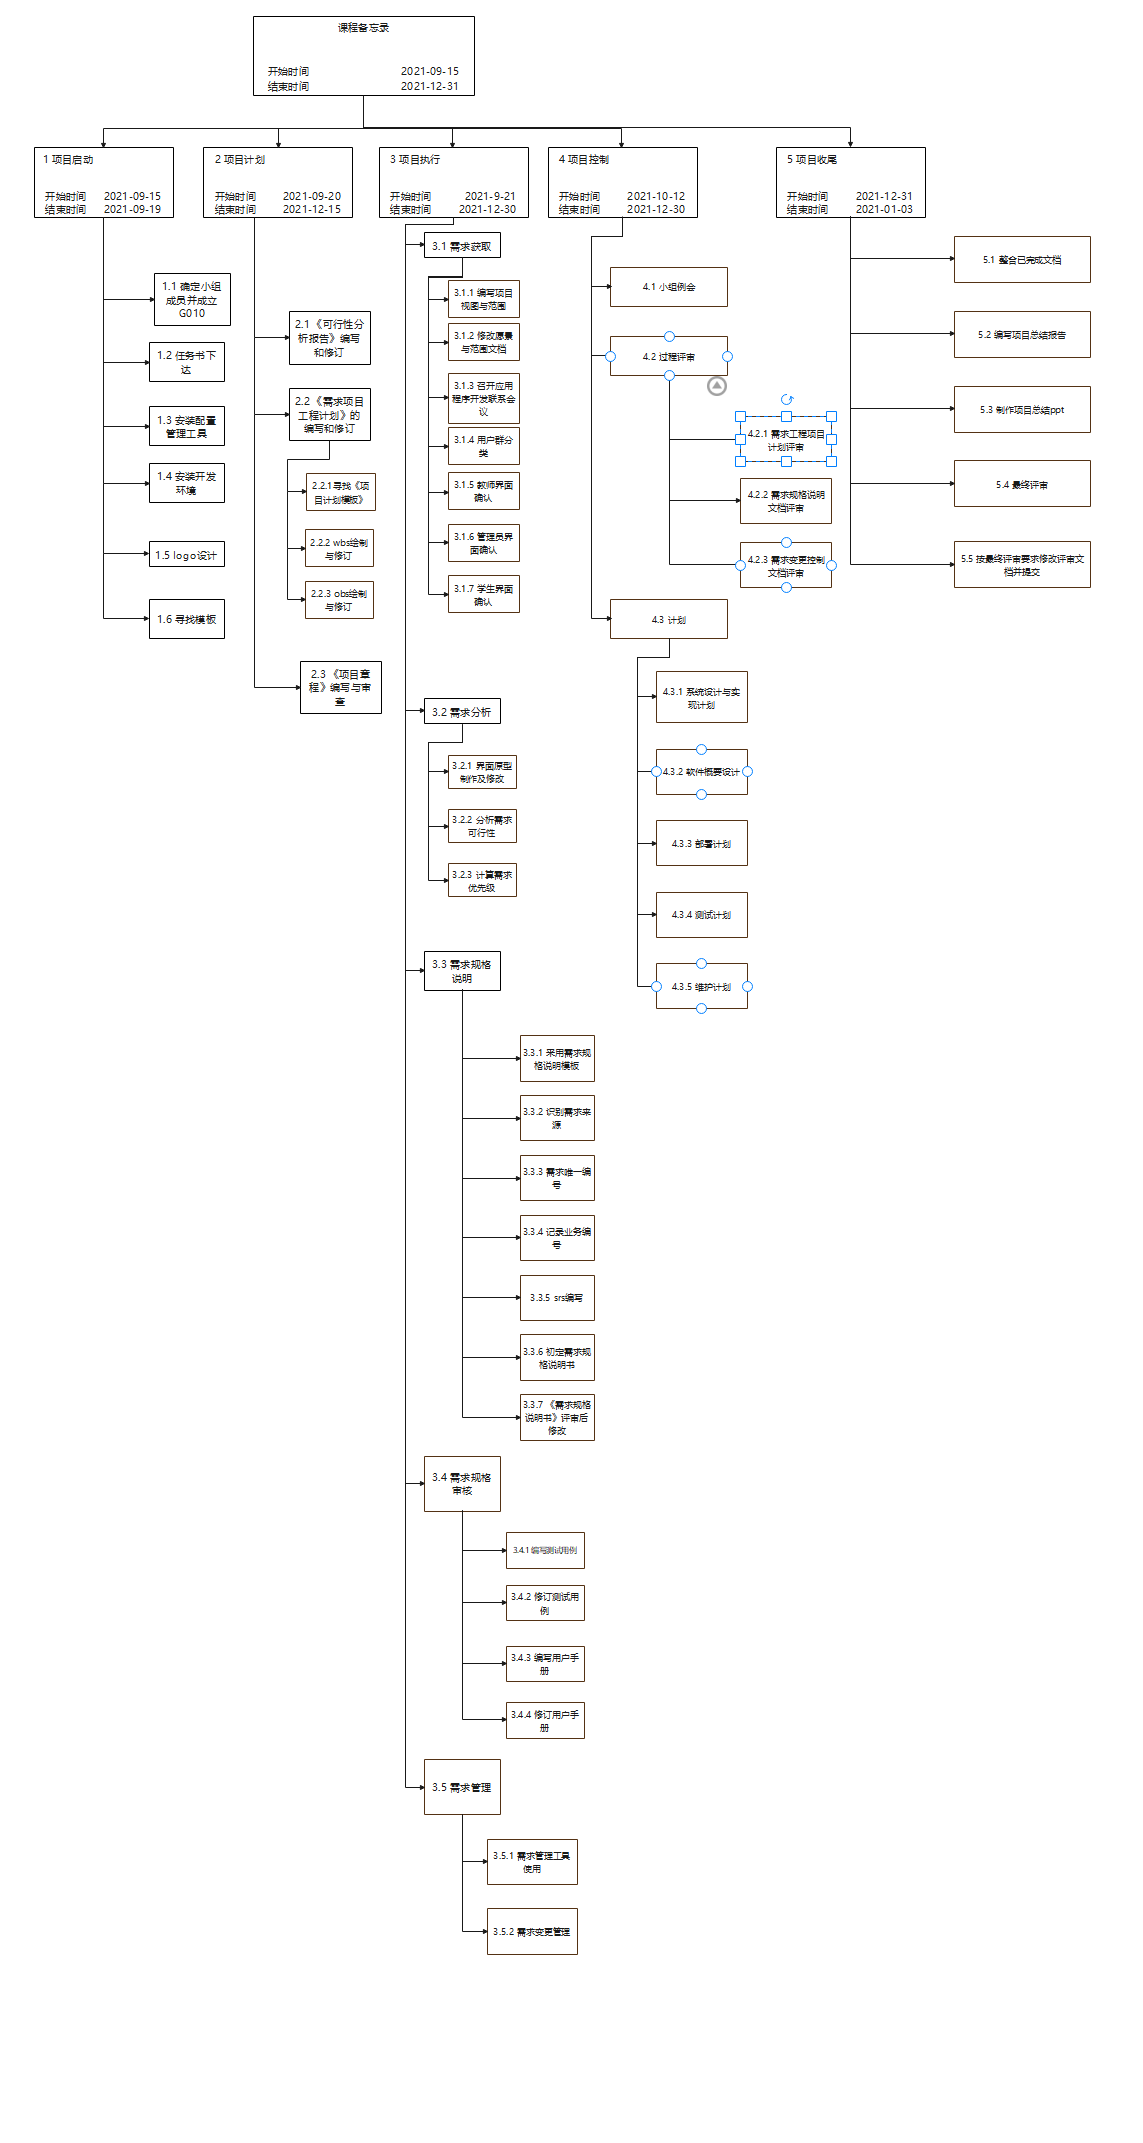 课程备忘录
开始时间 2021-09-15
结束时间 2021-12-31
1 项目启动
开始时间 2021-09-15
结束时间 2021-09-19
2 项目计划
开始时间 2021-09-20
结束时间 2021-12-15
3 项目执行
开始时间 2021-9-21
结束时间 2021-12-30
4 项目控制
开始时间 2021-10-12
结束时间 2021-12-30
5 项目收尾
开始时间 2021-12-31
结束时间 2021-01-03
1.1 确定小组
成员并成立
G010
1.2 任务书下
达
1.3 安装配置
管理工具
1.4 安装开发
环境
1.5 logo设计
1.6 寻找模板
2.1 《可行性分
析报告》编写
和修订
2.2 《需求项目
工程计划》的
编写和修订
2.2.1寻找《项
目计划模板》
2.2.2 wbs绘制
与修订
2.2.3 obs绘制
与修订
2.3 《项目章
程》编写与审
查
3.1 需求获取
3.1.1 编写项目
视图与范围
3.1.2 修改愿景
与范围文档
3.1.3 召开应用
程序开发联系会
议
3.1.4 用户群分
类
3.1.5 教师界面
确认
3.1.6 管理员界
面确认
3.1.7 学生界面
确认
3.2 需求分析
3.2.1 界面原型
制作及修改
3.2.2 分析需求
可行性
3.2.3 计算需求
优先级
3.3 需求规格
说明
3.3.1 采用需求规
格说明模板
3.3.2 识别需求来
源
3.3.3 需求唯一编
号
3.3.4 记录业务编
号
3.3.5 srs编写
3.3.6 初定需求规
格说明书
3.3.7 《需求规格
说明书》评审后
修改
3.4 需求规格
审核
3.4.1 编写测试用例
3.4.2 修订测试用
例
3.4.3 编写用户手
册
3.4.4 修订用户手
册
3.5 需求管理
3.5.1 需求管理工具
使用
3.5.2 需求变更管理
4.1 小组例会
4.2 过程评审
4.2.1 需求工程项目
计划评审
4.2.2 需求规格说明
文档评审
4.2.3 需求变更控制
文档评审
4.3 计划
4.3.1 系统设计与实
现计划
4.3.2 软件概要设计
4.3.3 部署计划
4.3.4 测试计划
4.3.5 维护计划
5.1 整合已完成文档
5.2 编写项目总结报告
5.3 制作项目总结ppt
5.4 最终评审
5.5 按最终评审要求修改评审文
档并提交